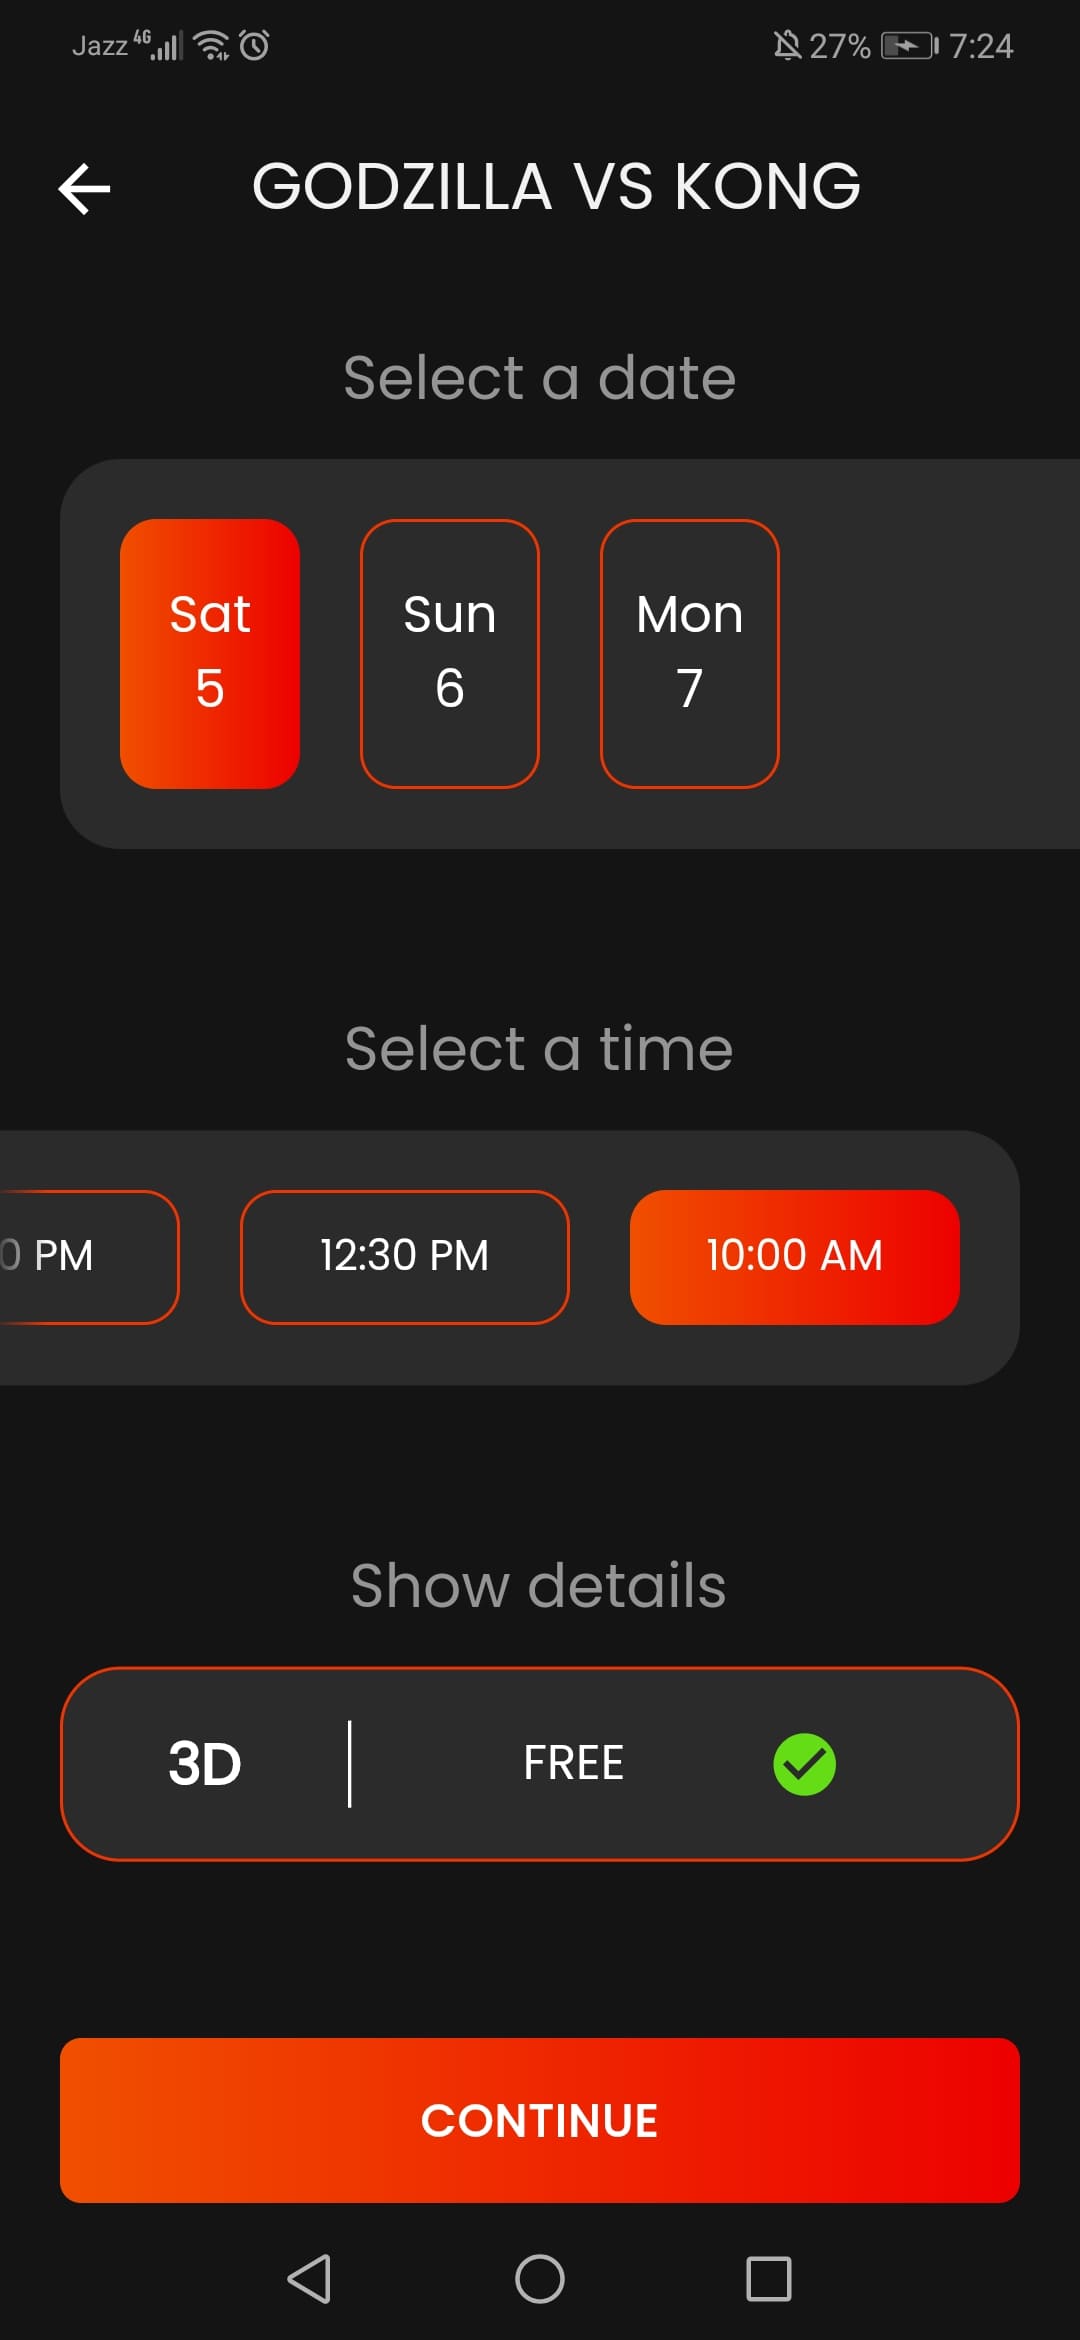 Jazz 4G 27% 7:24
GODZILLA VS KONG
Select a date
Sat Sun Mon
5 6 7
Select a time
0 PM 12:30 PM 10:00 AM
Show details
3D FREE
CONTINUE